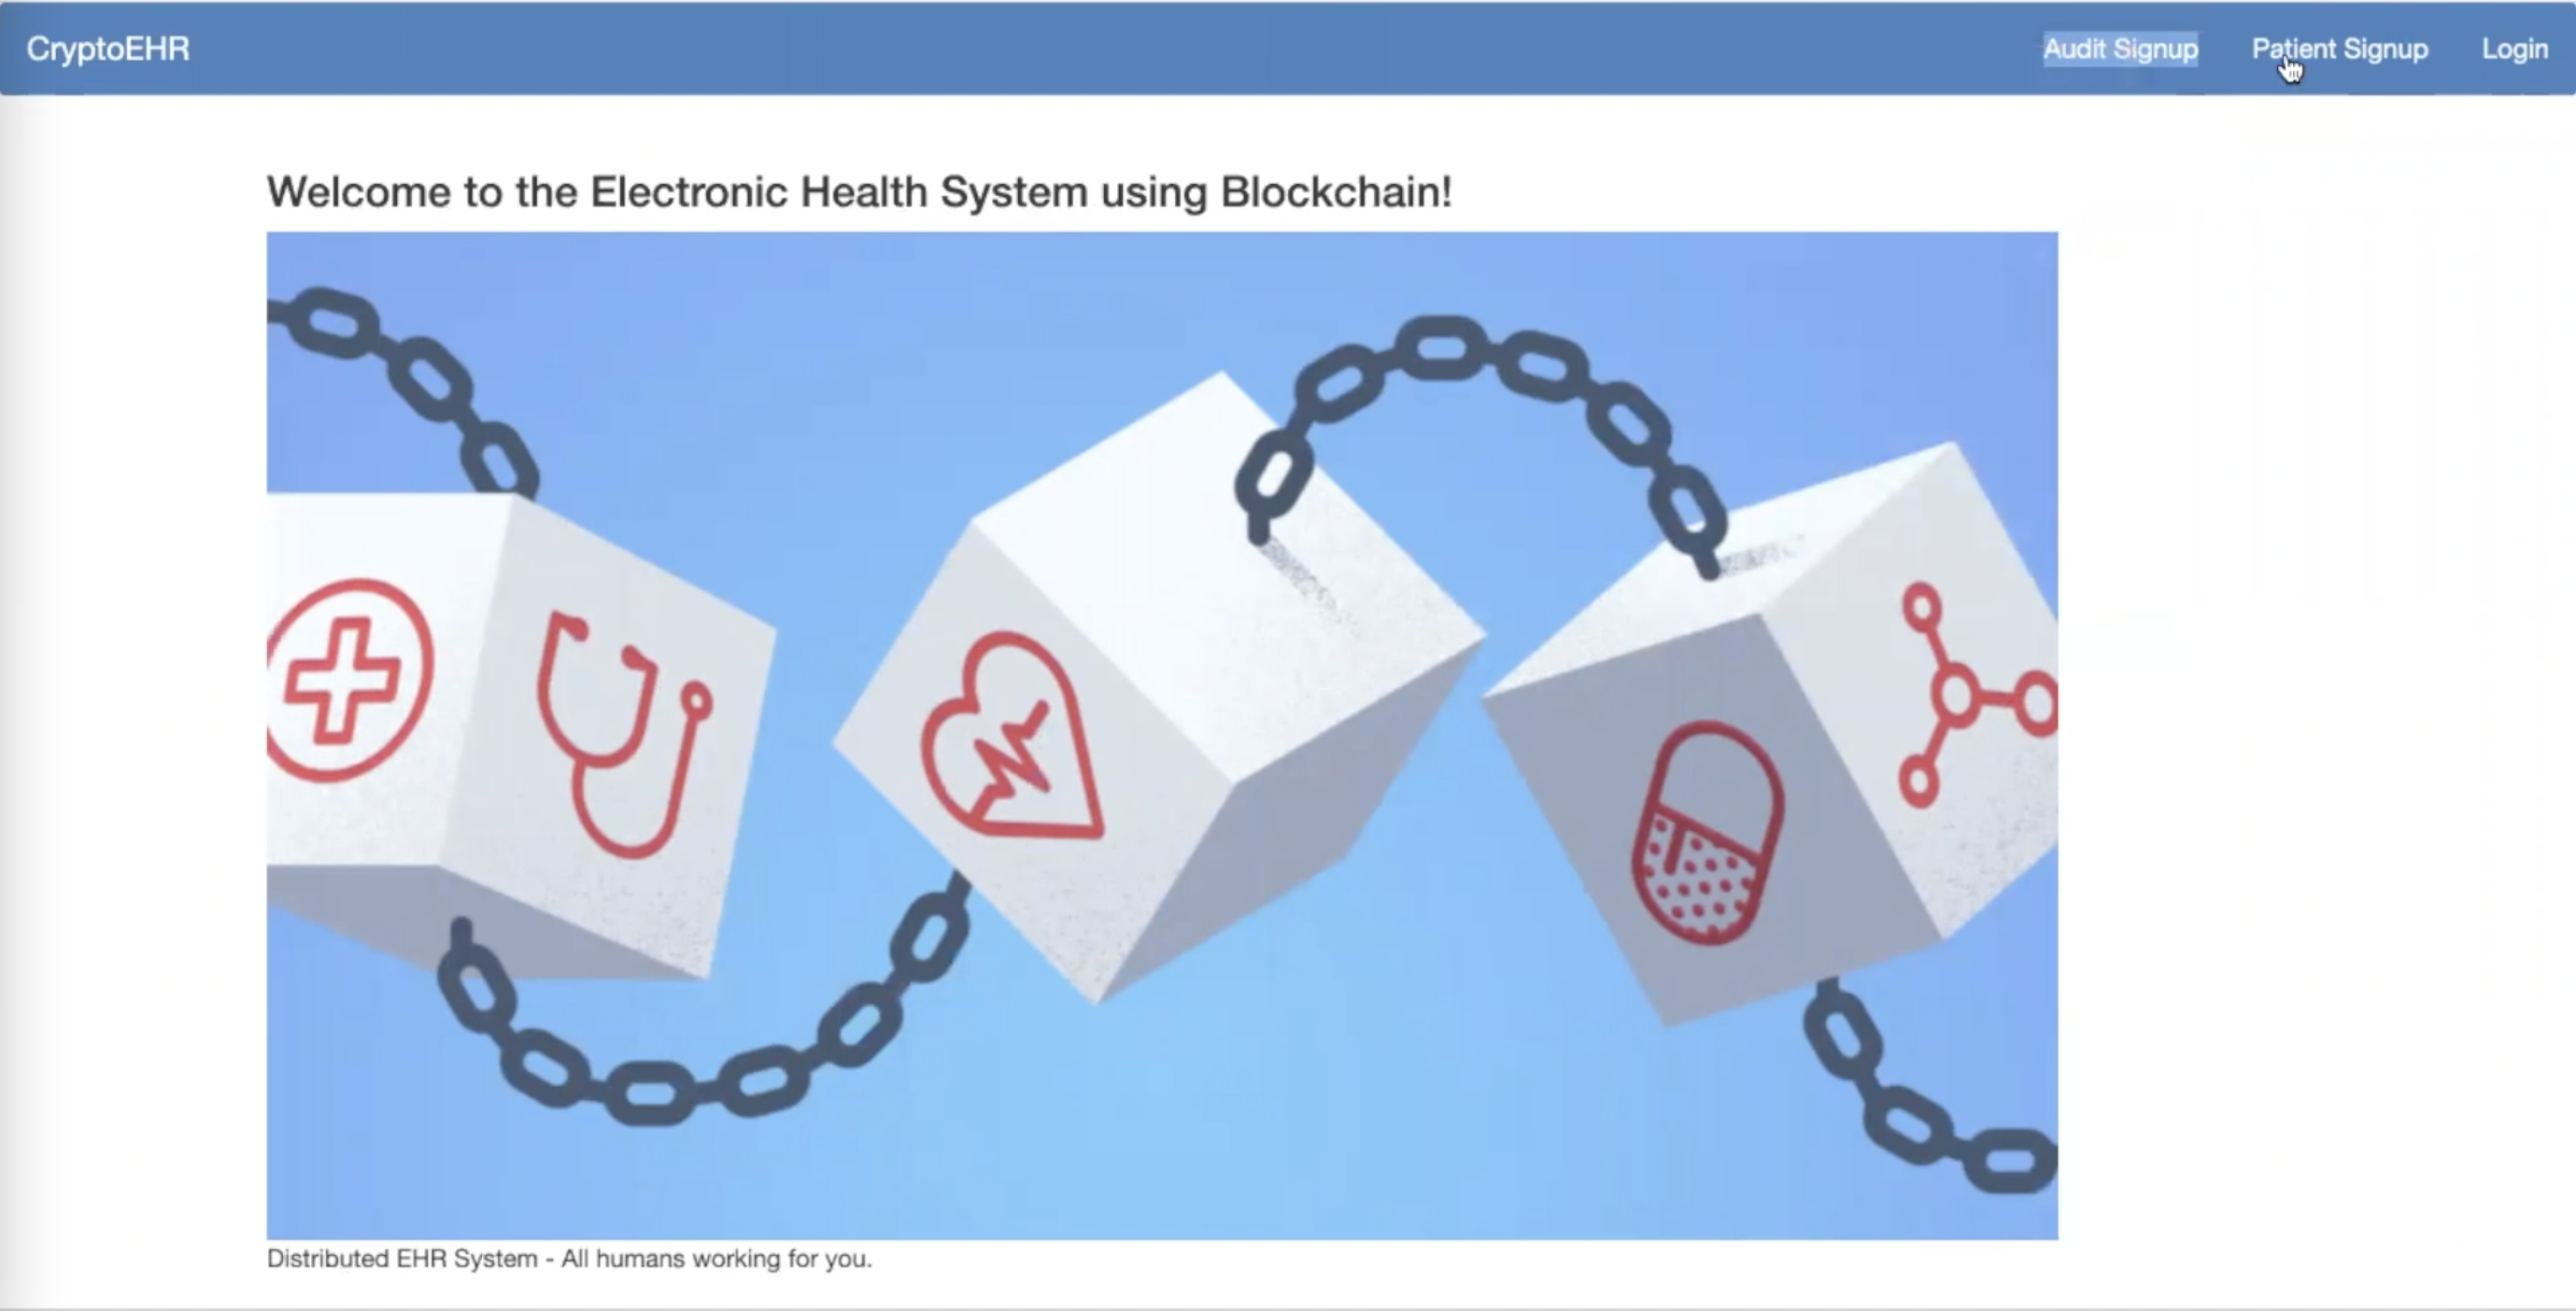 CryptoEHR
Audit Signup
Patient Signup
Login
Welcome to the Electronic Health System using Blockchain!
Distributed EHR System - All humans working for you.